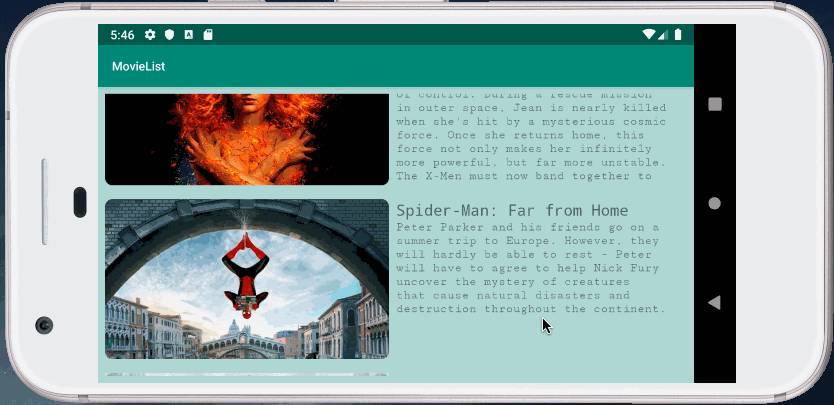 5:46
MovieList
of control. During a rescue mission
in outer space, Jean is nearly killed
when she's hit by a mysterious cosmic
force. Once she returns home, this
force not only makes her infinitely
more powerful, but far more unstable.
The X-Men must now band together to
Spider-Man: Far from Home
Peter Parker and his friends go on a
summer trip to Europe. However, they
will hardly be able to rest - Peter
will have to agree to help Nick Fury
uncover the mystery of creatures
that cause natural disasters and
destruction throughout the continent.